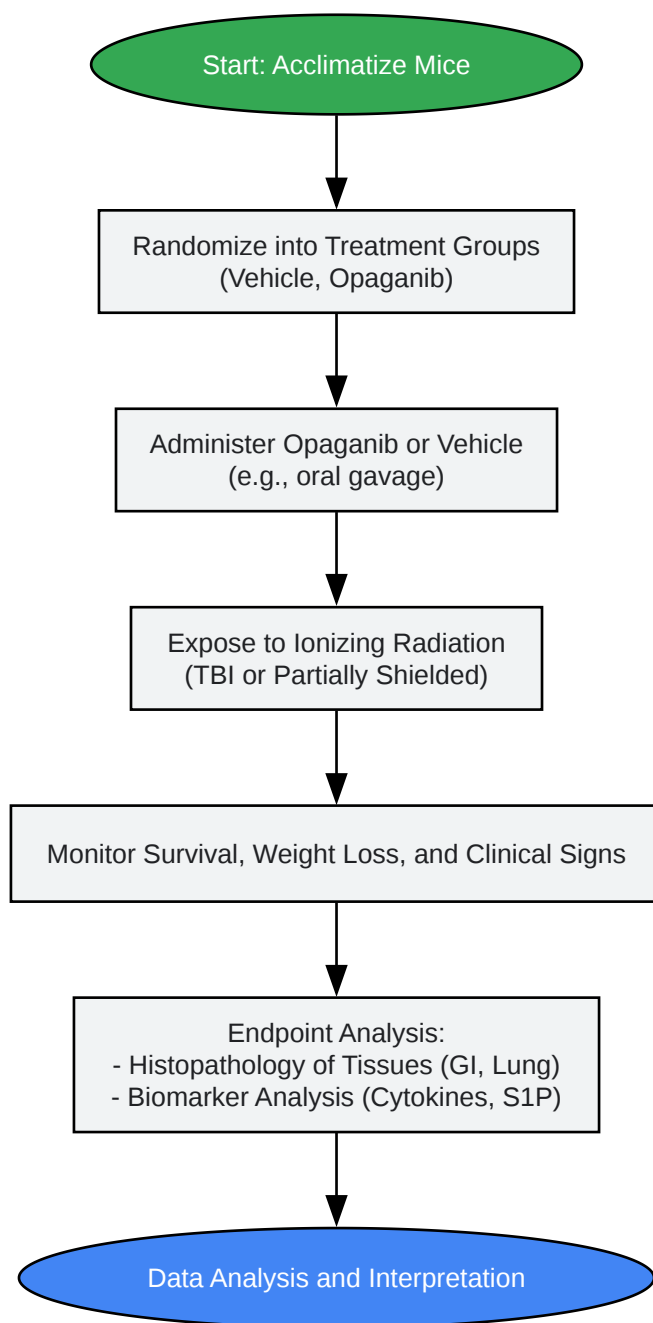 Start: Acclimatize Mice
Randomize into Treatment Groups
(Vehicle, Opaganib)
Administer Opaganib or Vehicle
(e.g., oral gavage)
Expose to Ionizing Radiation
(TBI or Partially Shielded)
Monitor Survival, Weight Loss, and Clinical Signs
Endpoint Analysis:
- Histopathology of Tissues (GI, Lung)
- Biomarker Analysis (Cytokines, S1P)
Data Analysis and Interpretation